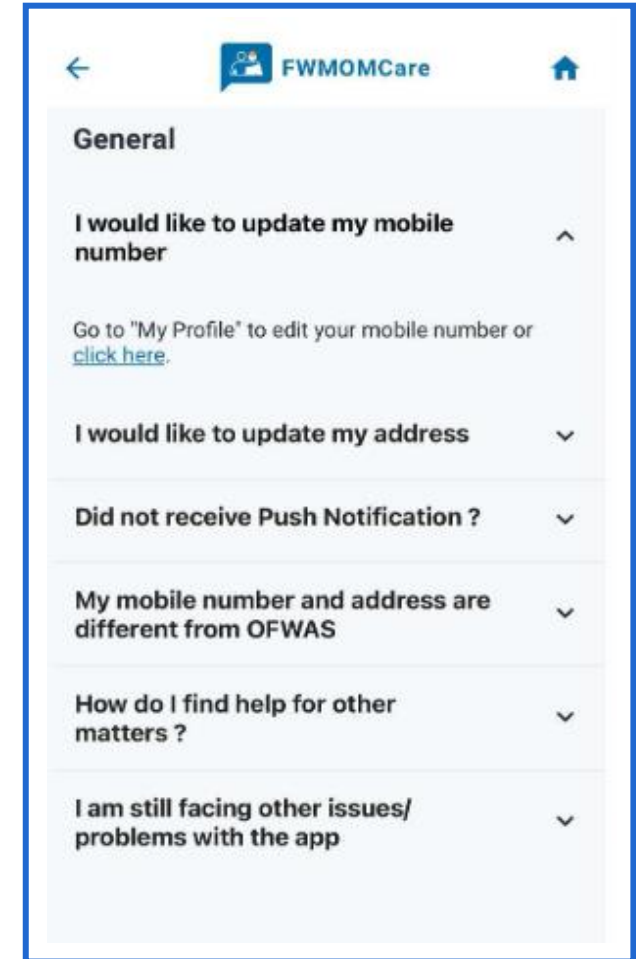 FWMOMCare
General
I would like to update my mobile
number
Go to "My Profile" to edit your mobile number or
click here.
I would like to update my address
Did not receive Push Notification ?
My mobile number and address are
different from OFWAS
How do I find help for other
matters ?
I am still facing other issues/
problems with the app